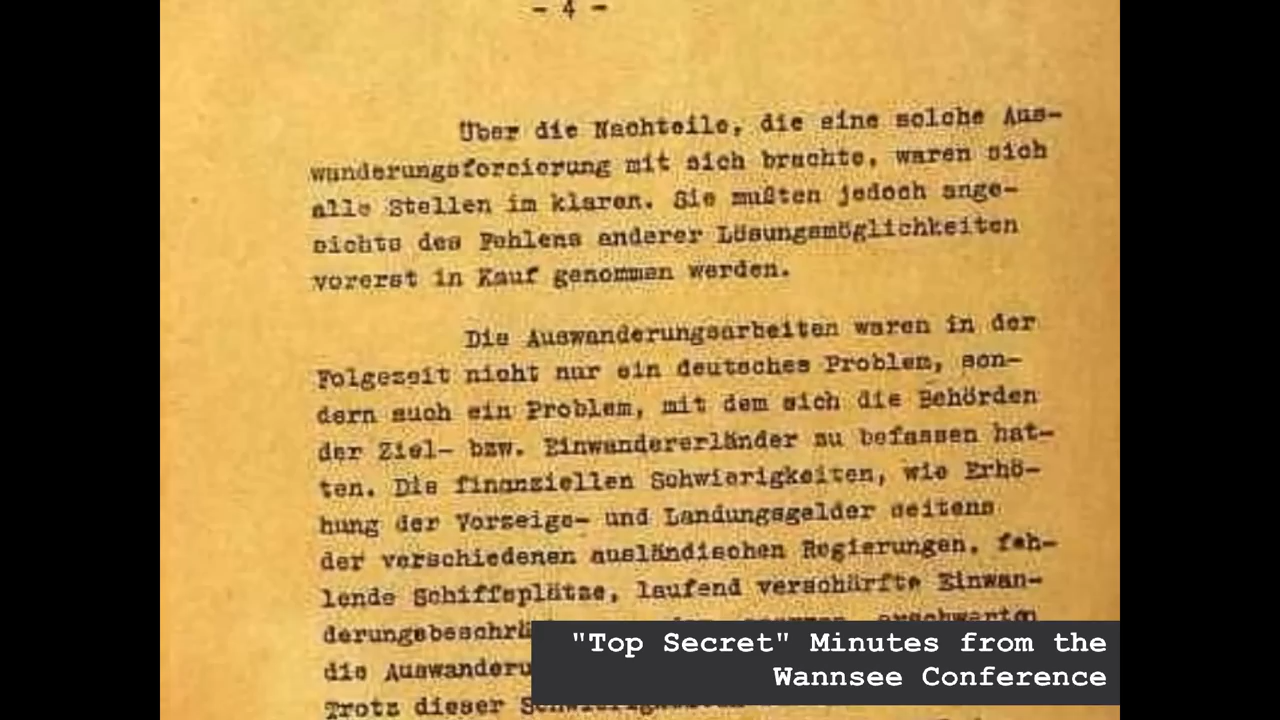 - 4 -
Über die Nachteile, die eine solche Aus-
wanderungsforcierung mit sich brachte, waren sich
alle Stellen im klaren. Sie mußten jedoch ange-
sichts des Fehlens anderer Lösungsmöglichkeiten
vorerst in Kauf genommen werden.
Die Auswanderungsarbeiten waren in der
Folgezeit nicht nur ein deutsches Problem, son-
dern auch ein Problem, mit dem sich die Behörden
der Ziel- bzw. Einwandererländer zu befassen hat-
ten. Die finanziellen Schwierigkeiten, wie Erhö-
hung der Vorzeige- und Landungsgelder seitens
der verschiedenen ausländischen Regierungen, feh-
lende Schiffsplätze, laufend verschärfte Einwan-
derungsbeschrä erschwerten
die Auswanderu
Trotz dieser
"Top Secret" Minutes from the
Wannsee Conference